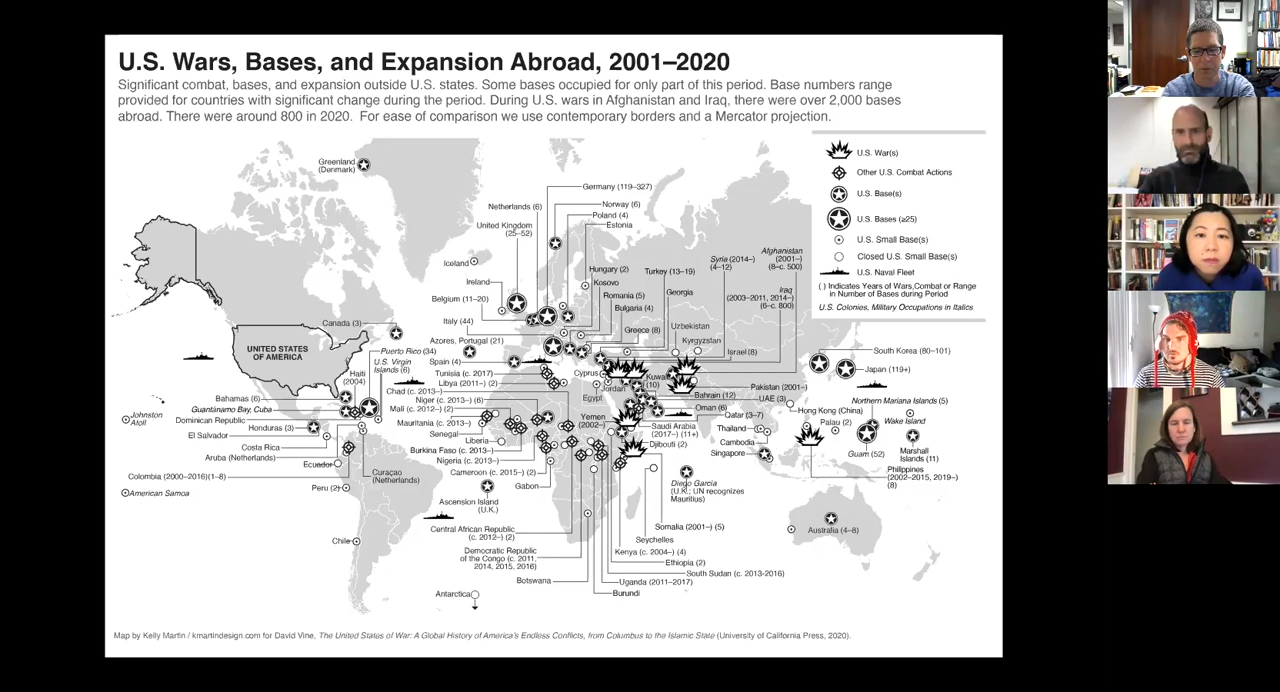 U.S. Wars, Bases, and Expansion Abroad, 2001–2020
Significant combat, bases, and expansion outside U.S. states. Some bases occupied for only part of this period. Base numbers range
provided for countries with significant change during the period. During U.S. wars in Afghanistan and Iraq, there were over 2,000 bases
abroad. There were around 800 in 2020. For ease of comparison we use contemporary borders and a Mercator projection.
U.S. War(s)
Other U.S. Combat Actions
U.S. Base(s)
U.S. Bases (≥25)
U.S. Small Base(s)
Closed U.S. Small Base(s)
U.S. Naval Fleet
( ) Indicates Years of Wars,Combat or Range
in Number of Bases during Period
U.S. Colonies, Military Occupations in Italics
Greenland
(Denmark)
Germany (119–327)
Netherlands (6)
Norway (6)
Poland (4)
United Kingdom
(25–52)
Estonia
Iceland
Ireland
Belgium (11–20)
Italy (44)
Azores, Portugal (21)
Spain (4)
Tunisia (c. 2017)
Libya (2011–) (2)
Chad (c. 2013–)
Niger (c. 2013–) (6)
Mali (c. 2012–) (2)
Mauritania (c. 2013–)
Senegal
Liberia
Burkina Faso (c. 2013–)
Nigeria (c. 2013–)
Cameroon (c. 2015–) (2)
Gabon
Ascension Island
(U.K.)
Central African Republic
(c. 2012–) (2)
Democratic Republic
of the Congo (c. 2011,
2014, 2015, 2016)
Botswana
Antarctica
Hungary (2)
Kosovo
Romania (5)
Bulgaria (4)
Greece (8)
Turkey (13–19)
Georgia
Uzbekistan
Kyrgyzstan
Israel(8)
Syria (2014–)
(4–12)
Afghanistan
(2001–)
(8–c. 500)
Iraq
(2003–2011, 2014–)
(6–c. 800)
Cyprus
Jordan
Egypt
Kuwait
(10)
Yemen
(2002–)
Bahrain (12)
Pakistan (2001–)
UAE (3)
Oman (6)
Qatar (3–7)
Saudi Arabia
(2017–) (11+)
Djibouti (2)
Diego Garcia
(U.K.; UN recognizes
Mauritius)
Somalia (2001–) (5)
Seychelles
Kenya (c. 2004–) (4)
Ethiopia (2)
South Sudan (c. 2013-2016)
Uganda (2011–2017)
Burundi
South Korea (80–101)
Japan (119+)
Northern Mariana Islands (5)
Hong Kong (China)
Palau (2)
Wake Island
Thailand
Cambodia
Singapore
Guam (52)
Marshall
Islands (11)
Philippines
(2002–2015, 2019–)
(8)
Australia (4–8)
Canada (3)
UNITED STATES
OF AMERICA
Puerto Rico (34)
U.S. Virgin
Islands (6)
Haiti
(2004)
Bahamas (6)
Guantánamo Bay, Cuba
Dominican Republic
Honduras (3)
El Salvador
Costa Rica
Aruba (Netherlands)
Ecuador
Colombia (2000–2016)(1–8)
Curaçao
(Netherlands)
Peru (2)
Chile
Johnston
Atoll
American Samoa
Map by Kelly Martin / kmartindesign.com for David Vine, The United States of War: A Global History of America's Endless Conflicts, from Columbus to the Islamic State (University of California Press, 2020).